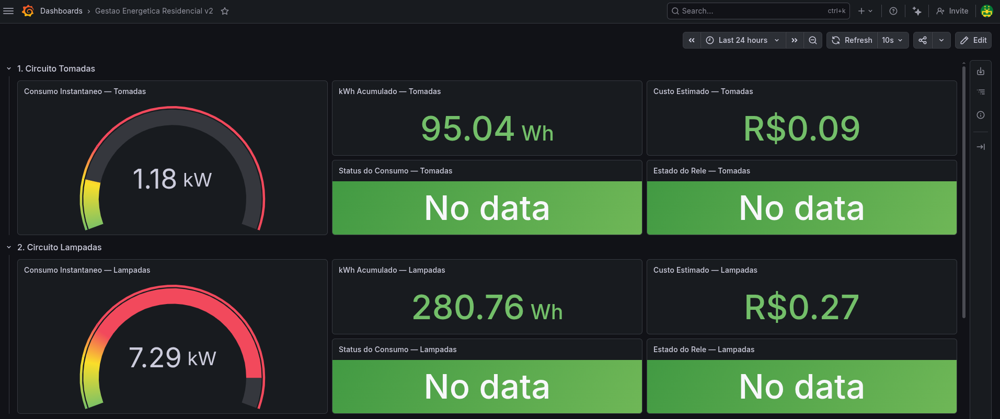 Dashboards › Gestao Energetica Residencial v2
Search... ctrl+k
Invite
Last 24 hours
Refresh 10s
Edit
1. Circuito Tomadas
Consumo Instantaneo — Tomadas
1.18 kW
kWh Acumulado — Tomadas
95.04 Wh
Custo Estimado — Tomadas
R$0.09
Status do Consumo — Tomadas
No data
Estado do Rele — Tomadas
No data
2. Circuito Lampadas
Consumo Instantaneo — Lampadas
7.29 kW
kWh Acumulado — Lampadas
280.76 Wh
Custo Estimado — Lampadas
R$0.27
Status do Consumo — Lampadas
No data
Estado do Rele — Lampadas
No data